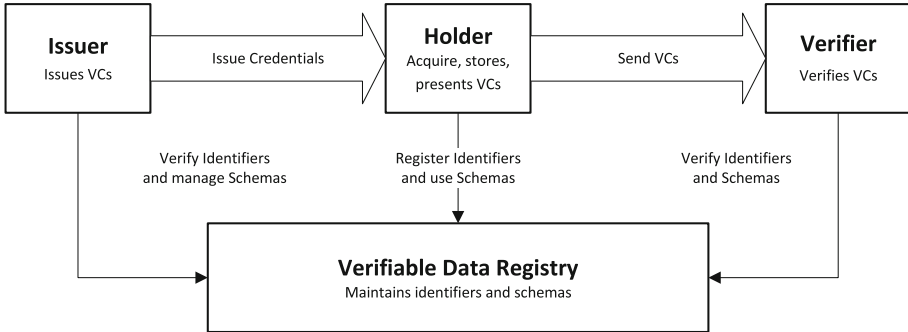 Issuer
Issues VCs
Issue Credentials
Holder
Acquire, stores,
presents VCs
Send VCs
Verifier
Verifies VCs
Verify Identifiers
and manage Schemas
Register Identifiers
and use Schemas
Verify Identifiers
and Schemas
Verifiable Data Registry
Maintains identifiers and schemas